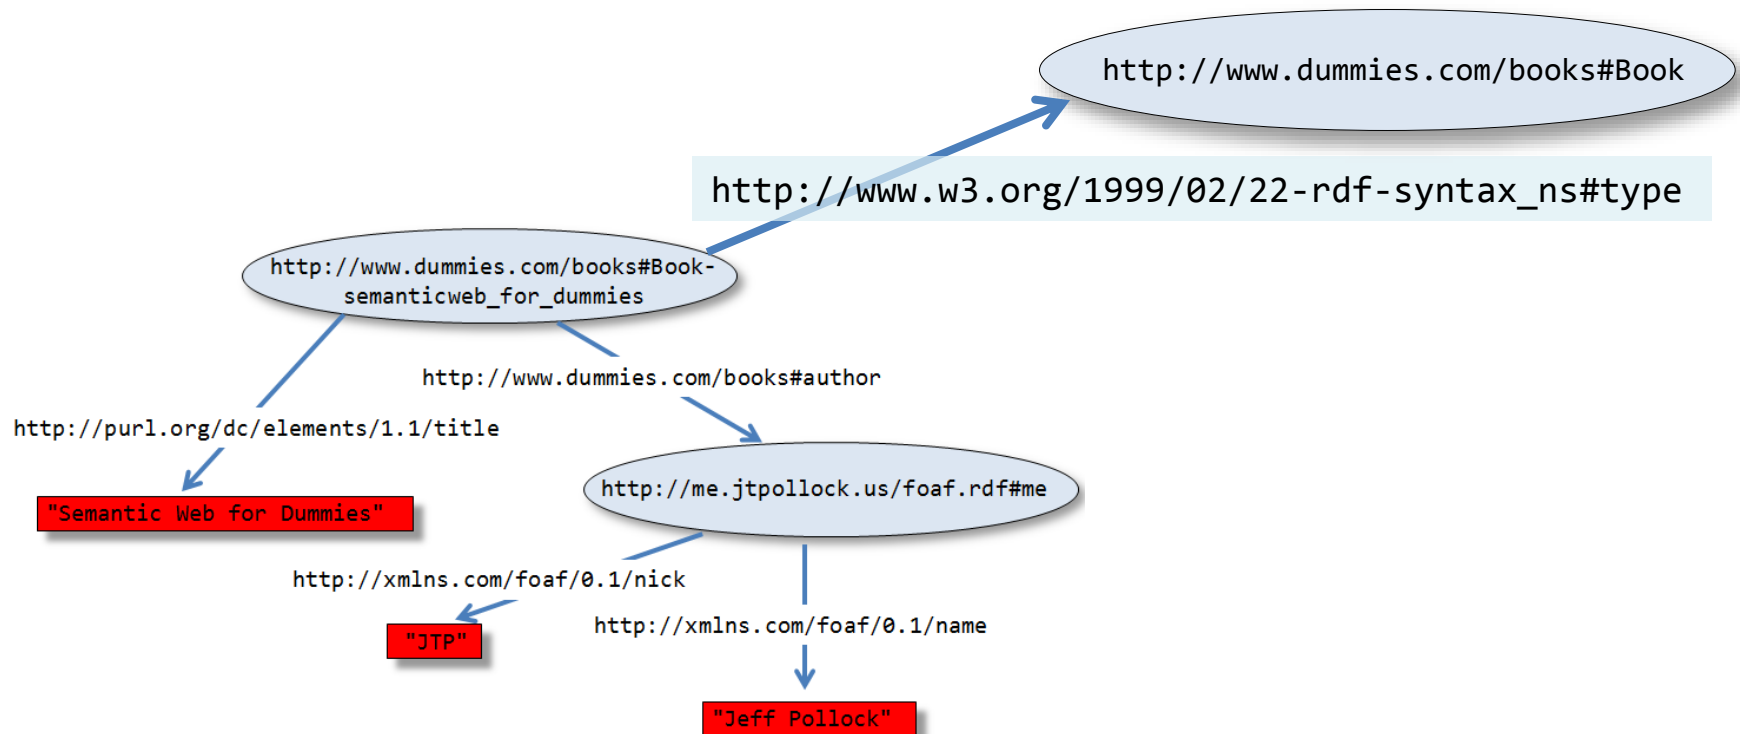 http://www.dummies.com/books#Book
http://www.w3.org/1999/02/22-rdf-syntax_ns#type
http://www.dummies.com/books#Book-
semanticweb_for_dummies
http://www.dummies.com/books#author
http://purl.org/dc/elements/1.1/title
http://me.jtpollock.us/foaf.rdf#me
"Semantic Web for Dummies"
http://xmlns.com/foaf/0.1/nick
http://xmlns.com/foaf/0.1/name
"JTP"
"Jeff Pollock"